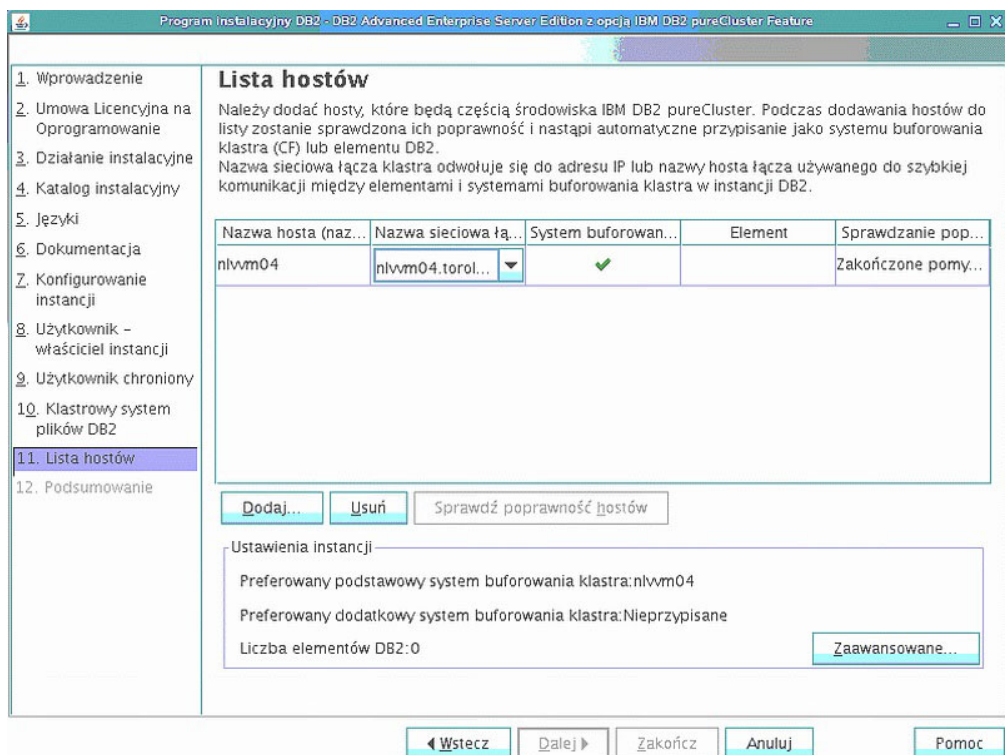 Program instalacyjny DB2 - DB2 Advanced Enterprise Server Edition z opcją IBM DB2 pureCluster Feature
1. Wprowadzenie
2. Umowa Licencyjna na
Oprogramowanie
3. Działanie instalacyjne
4. Katalog instalacyjny
5. Języki
6. Dokumentacja
7. Konfigurowanie
instancji
8. Użytkownik –
właściciel instancji
9. Użytkownik chroniony
10. Klastrowy system
plików DB2
11. Lista hostów
12. Podsumowanie
Lista hostów
Należy dodać hosty, które będą częścią środowiska IBM DB2 pureCluster. Podczas dodawania hostów do
listy zostanie sprawdzona ich poprawność i nastąpi automatyczne przypisanie jako systemu buforowania
klastra (CF) lub elementu DB2.
Nazwa sieciowa łącza klastra odwołuje się do adresu IP lub nazwy hosta łącza używanego do szybkiej
komunikacji między elementami i systemami buforowania klastra w instancji DB2.
Nazwa hosta (naz... Nazwa sieciowa łą... System buforowan... Element Sprawdzanie pop...
nlvvm04 nlvvm04.torol... Zakończone pomy...
Dodaj... Usuń Sprawdź poprawność hostów
Ustawienia instancji
Preferowany podstawowy system buforowania klastra:nlvvm04
Preferowany dodatkowy system buforowania klastra:Nieprzypisane
Liczba elementów DB2:0 Zaawansowane...
Wstecz Dalej Zakończ Anuluj Pomoc